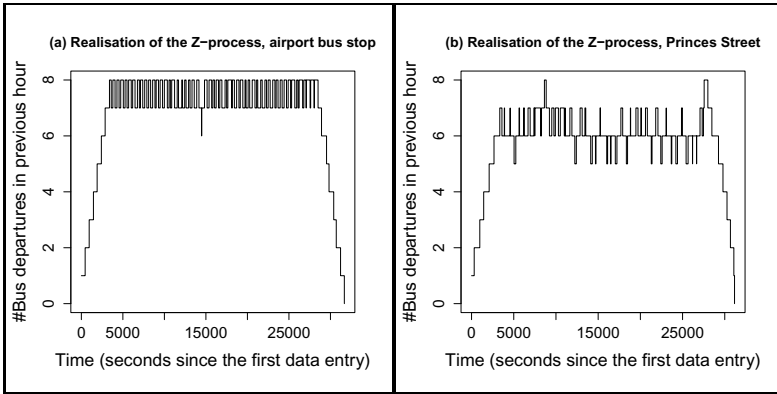 (a) Realisation of the Z−process, airport bus stop
#Bus departures in previous hour
0 2 4 6 8
0 5000 15000 25000
Time (seconds since the first data entry)
(b) Realisation of the Z−process, Princes Street
#Bus departures in previous hour
0 2 4 6 8
0 5000 15000 25000
Time (seconds since the first data entry)